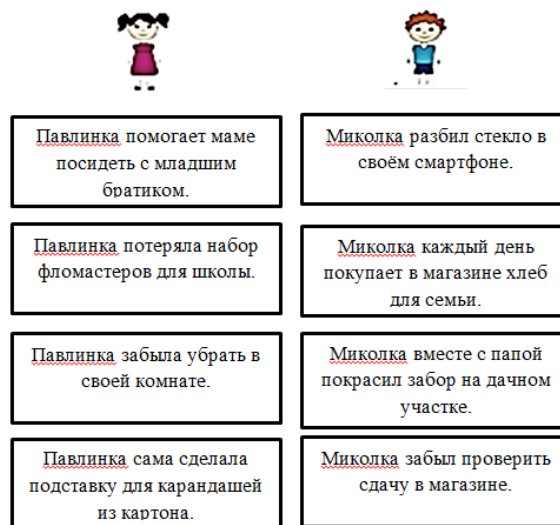 Павлинка помогает маме
посидеть с младшим
братиком.
Миколка разбил стекло в
своём смартфоне.
Павлинка потеряла набор
фломастеров для школы.
Миколка каждый день
покупает в магазине хлеб
для семьи.
Павлинка забыла убрать в
своей комнате.
Миколка вместе с папой
покрасил забор на дачном
участке.
Павлинка сама сделала
подставку для карандашей
из картона.
Миколка забыл проверить
сдачу в магазине.